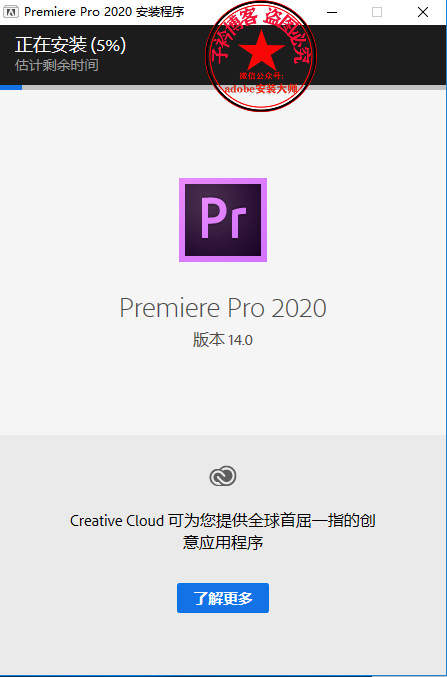 Premiere Pro 2020 安装程序
正在安装 (5%)
估计剩余时间
子衿博客 盗图必究
微信公众号:
adobe安装大师
Pr
Premiere Pro 2020
版本 14.0
Creative Cloud 可为您提供全球首屈一指的创
意应用程序
了解更多